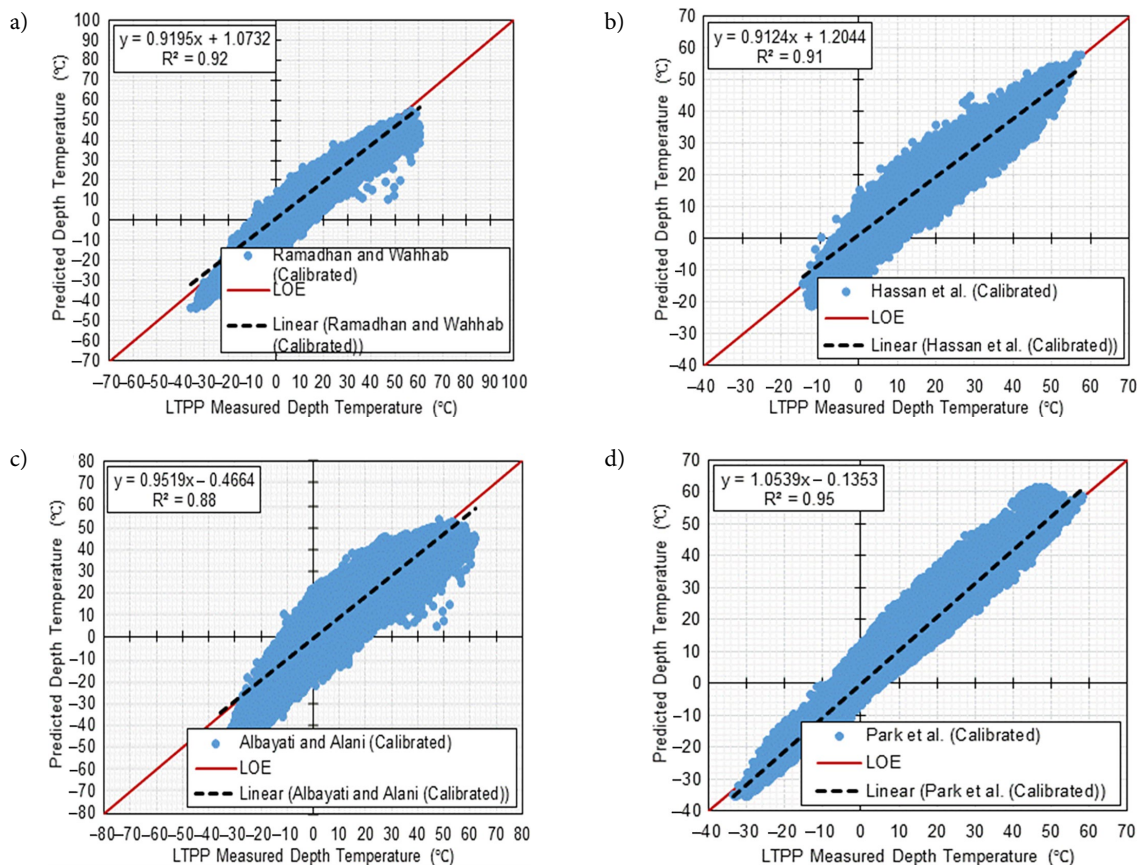 a)
y = 0.9195x + 1.0732
R² = 0.92
Predicted Depth Temperature (°C)
100
90
80
70
60
50
40
30
20
10
0
–10
–20
–30
–40
–50
–60
–70
Ramadhan and Wahhab
(Calibrated)
LOE
Linear (Ramadhan and Wahhab
(Calibrated))
–70–60–50–40–30–20–10 0 10 20 30 40 50 60 70 80 90 100
LTPP Measured Depth Temperature (°C)
b)
y = 0.9124x + 1.2044
R² = 0.91
Predicted Depth Temperature (°C)
70
60
50
40
30
20
10
0
–10
–20
–30
–40
Hassan et al. (Calibrated)
LOE
Linear (Hassan et al. (Calibrated))
–40 –30 –20 –10 0 10 20 30 40 50 60 70
LTPP Measured Depth Temperature (°C)
c)
y = 0.9519x – 0.4664
R² = 0.88
Predicted Depth Temperature (°C)
80
70
60
50
40
30
20
10
0
–10
–20
–30
–40
–50
–60
–70
–80
Albayati and Alani (Calibrated)
LOE
Linear (Albayati and Alani (Calibrated))
–80–70–60–50–40–30–20–10 0 10 20 30 40 50 60 70 80
LTPP Measured Depth Temperature (°C)
d)
y = 1.0539x – 0.1353
R² = 0.95
Predicted Depth Temperature (°C)
70
60
50
40
30
20
10
0
–10
–20
–30
–40
Park et al. (Calibrated)
LOE
Linear (Park et al. (Calibrated))
–40 –30 –20 –10 0 10 20 30 40 50 60 70
LTPP Measured Depth Temperature (°C)